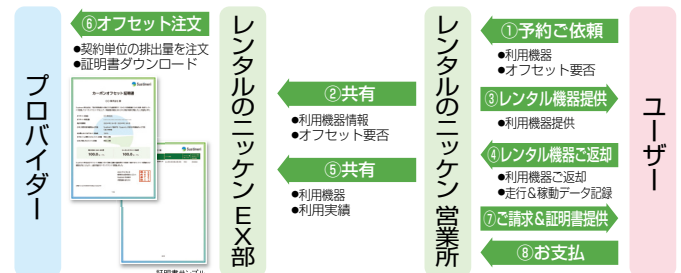 プロバイダー
⑥オフセット注文
●契約単位の排出量を注文
●証明書ダウンロード
カーボンオフセット証明書
証明書サンプル
レンタルのニッケン EX部
②共有
●利用機器情報
●オフセット要否
⑤共有
●利用機器
●利用実績
レンタルのニッケン 営業所
①予約ご依頼
●利用機器
●オフセット要否
③レンタル機器提供
●利用機器提供
④レンタル機器ご返却
●利用機器ご返却
●走行&稼動データ記録
⑦ご請求&証明書提供
⑧お支払
ユーザー